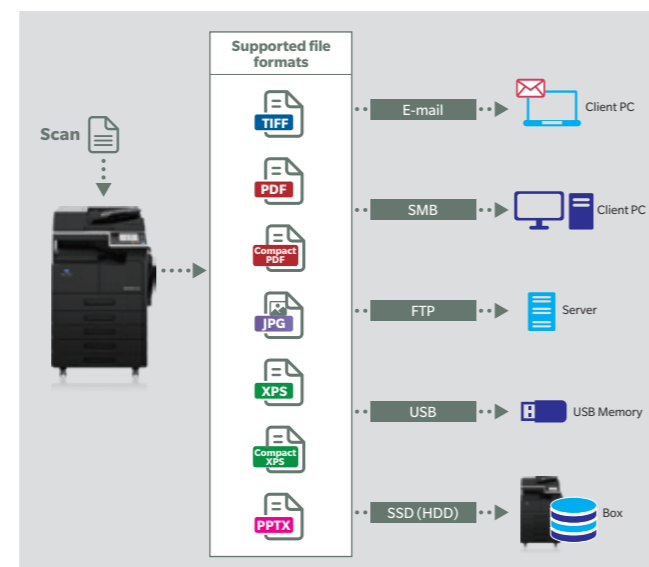 Supported file
formats
Scan
TIFF
PDF
Compact
PDF
JPG
XPS
Compact
XPS
PPTX
E-mail
Client PC
SMB
Client PC
FTP
Server
USB
USB Memory
SSD (HDD)
Box